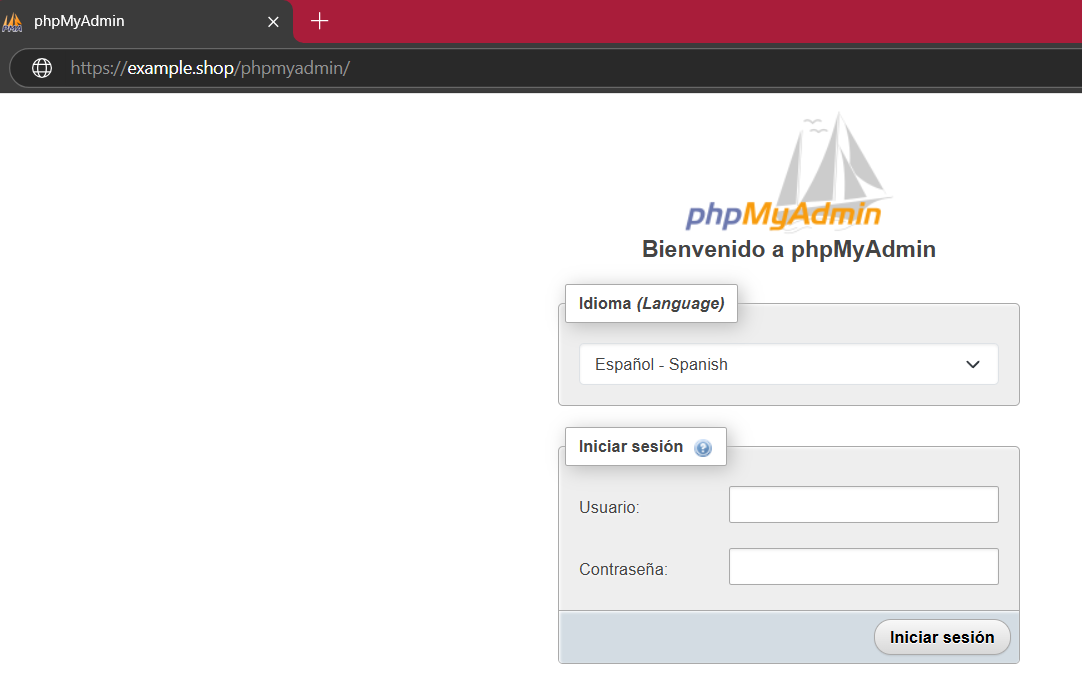 phpMyAdmin
https://example.shop/phpmyadmin/
phpMyAdmin
Bienvenido a phpMyAdmin
Idioma (Language)
Español - Spanish
Iniciar sesión
Usuario:
Contraseña:
Iniciar sesión